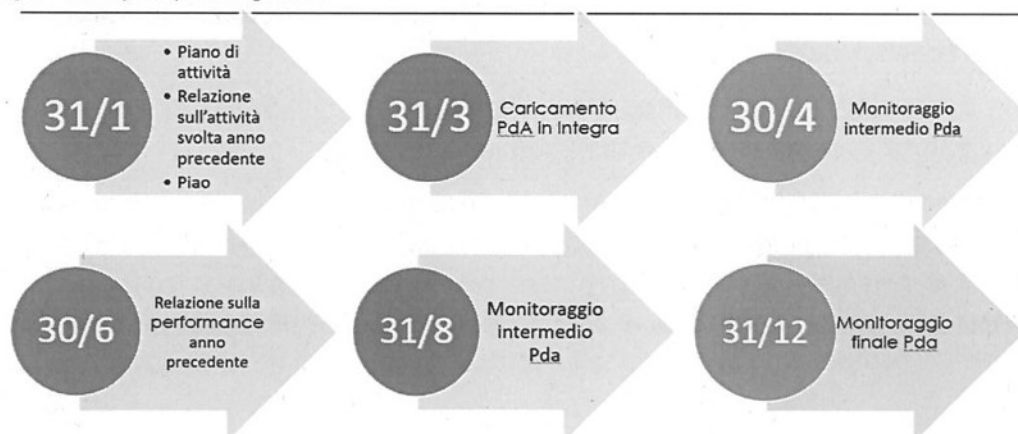 31/1
• Piano di
attività
• Relazione
sull'attività
svolta anno
precedente
• Piao
31/3
Caricamento
PdA in Integra
30/4
Monitoraggio
intermedio Pda
30/6
Relazione sulla
performance
anno
precedente
31/8
Monitoraggio
intermedio
Pda
31/12
Monitoraggio
finale Pda